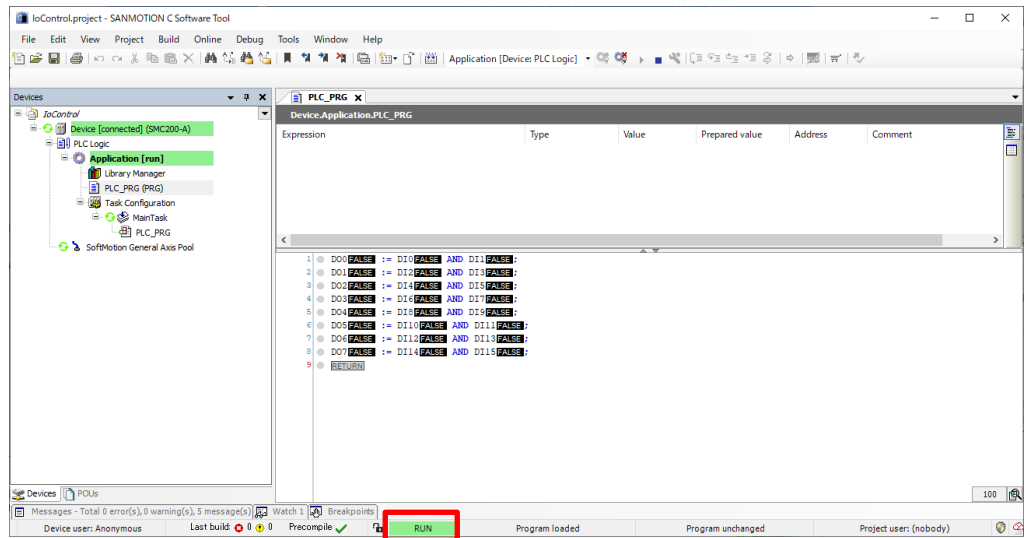 IoControl.project - SANMOTION C Software Tool
File Edit View Project Build Online Debug Tools Window Help
Application [Device: PLC Logic]
Devices
PLC_PRG
IoControl
Device [connected] (SMC200-A)
PLC Logic
Application [run]
Library Manager
PLC_PRG (PRG)
Task Configuration
MainTask
PLC_PRG
SoftMotion General Axis Pool
Device.Application.PLC_PRG
Expression Type Value Prepared value Address Comment
1 DO0 FALSE := DI0 FALSE AND DI1 FALSE ;
2 DO1 FALSE := DI2 FALSE AND DI3 FALSE ;
3 DO2 FALSE := DI4 FALSE AND DI5 FALSE ;
4 DO3 FALSE := DI6 FALSE AND DI7 FALSE ;
5 DO4 FALSE := DI8 FALSE AND DI9 FALSE ;
6 DO5 FALSE := DI10 FALSE AND DI11 FALSE ;
7 DO6 FALSE := DI12 FALSE AND DI13 FALSE ;
8 DO7 FALSE := DI14 FALSE AND DI15 FALSE ;
9 RETURN
100
Devices POUs
Messages - Total 0 error(s), 0 warning(s), 5 message(s) Watch 1 Breakpoints
Device user: Anonymous Last build: 0 0 Precompile RUN Program loaded Program unchanged Project user: (nobody)